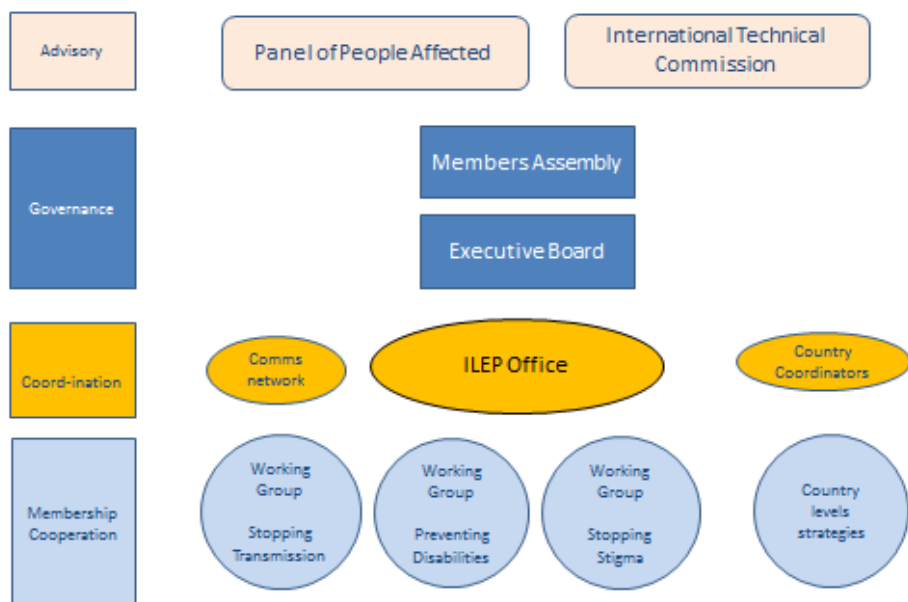 Advisory
Panel of People Affected
International Technical
Commission
Governance
Members Assembly
Executive Board
Coord-ination
Comms
network
ILEP Office
Country
Coordinators
Membership
Cooperation
Working
Group
Stopping
Transmission
Working
Group
Preventing
Disabilities
Working
Group
Stopping
Stigma
Country
levels
strategies